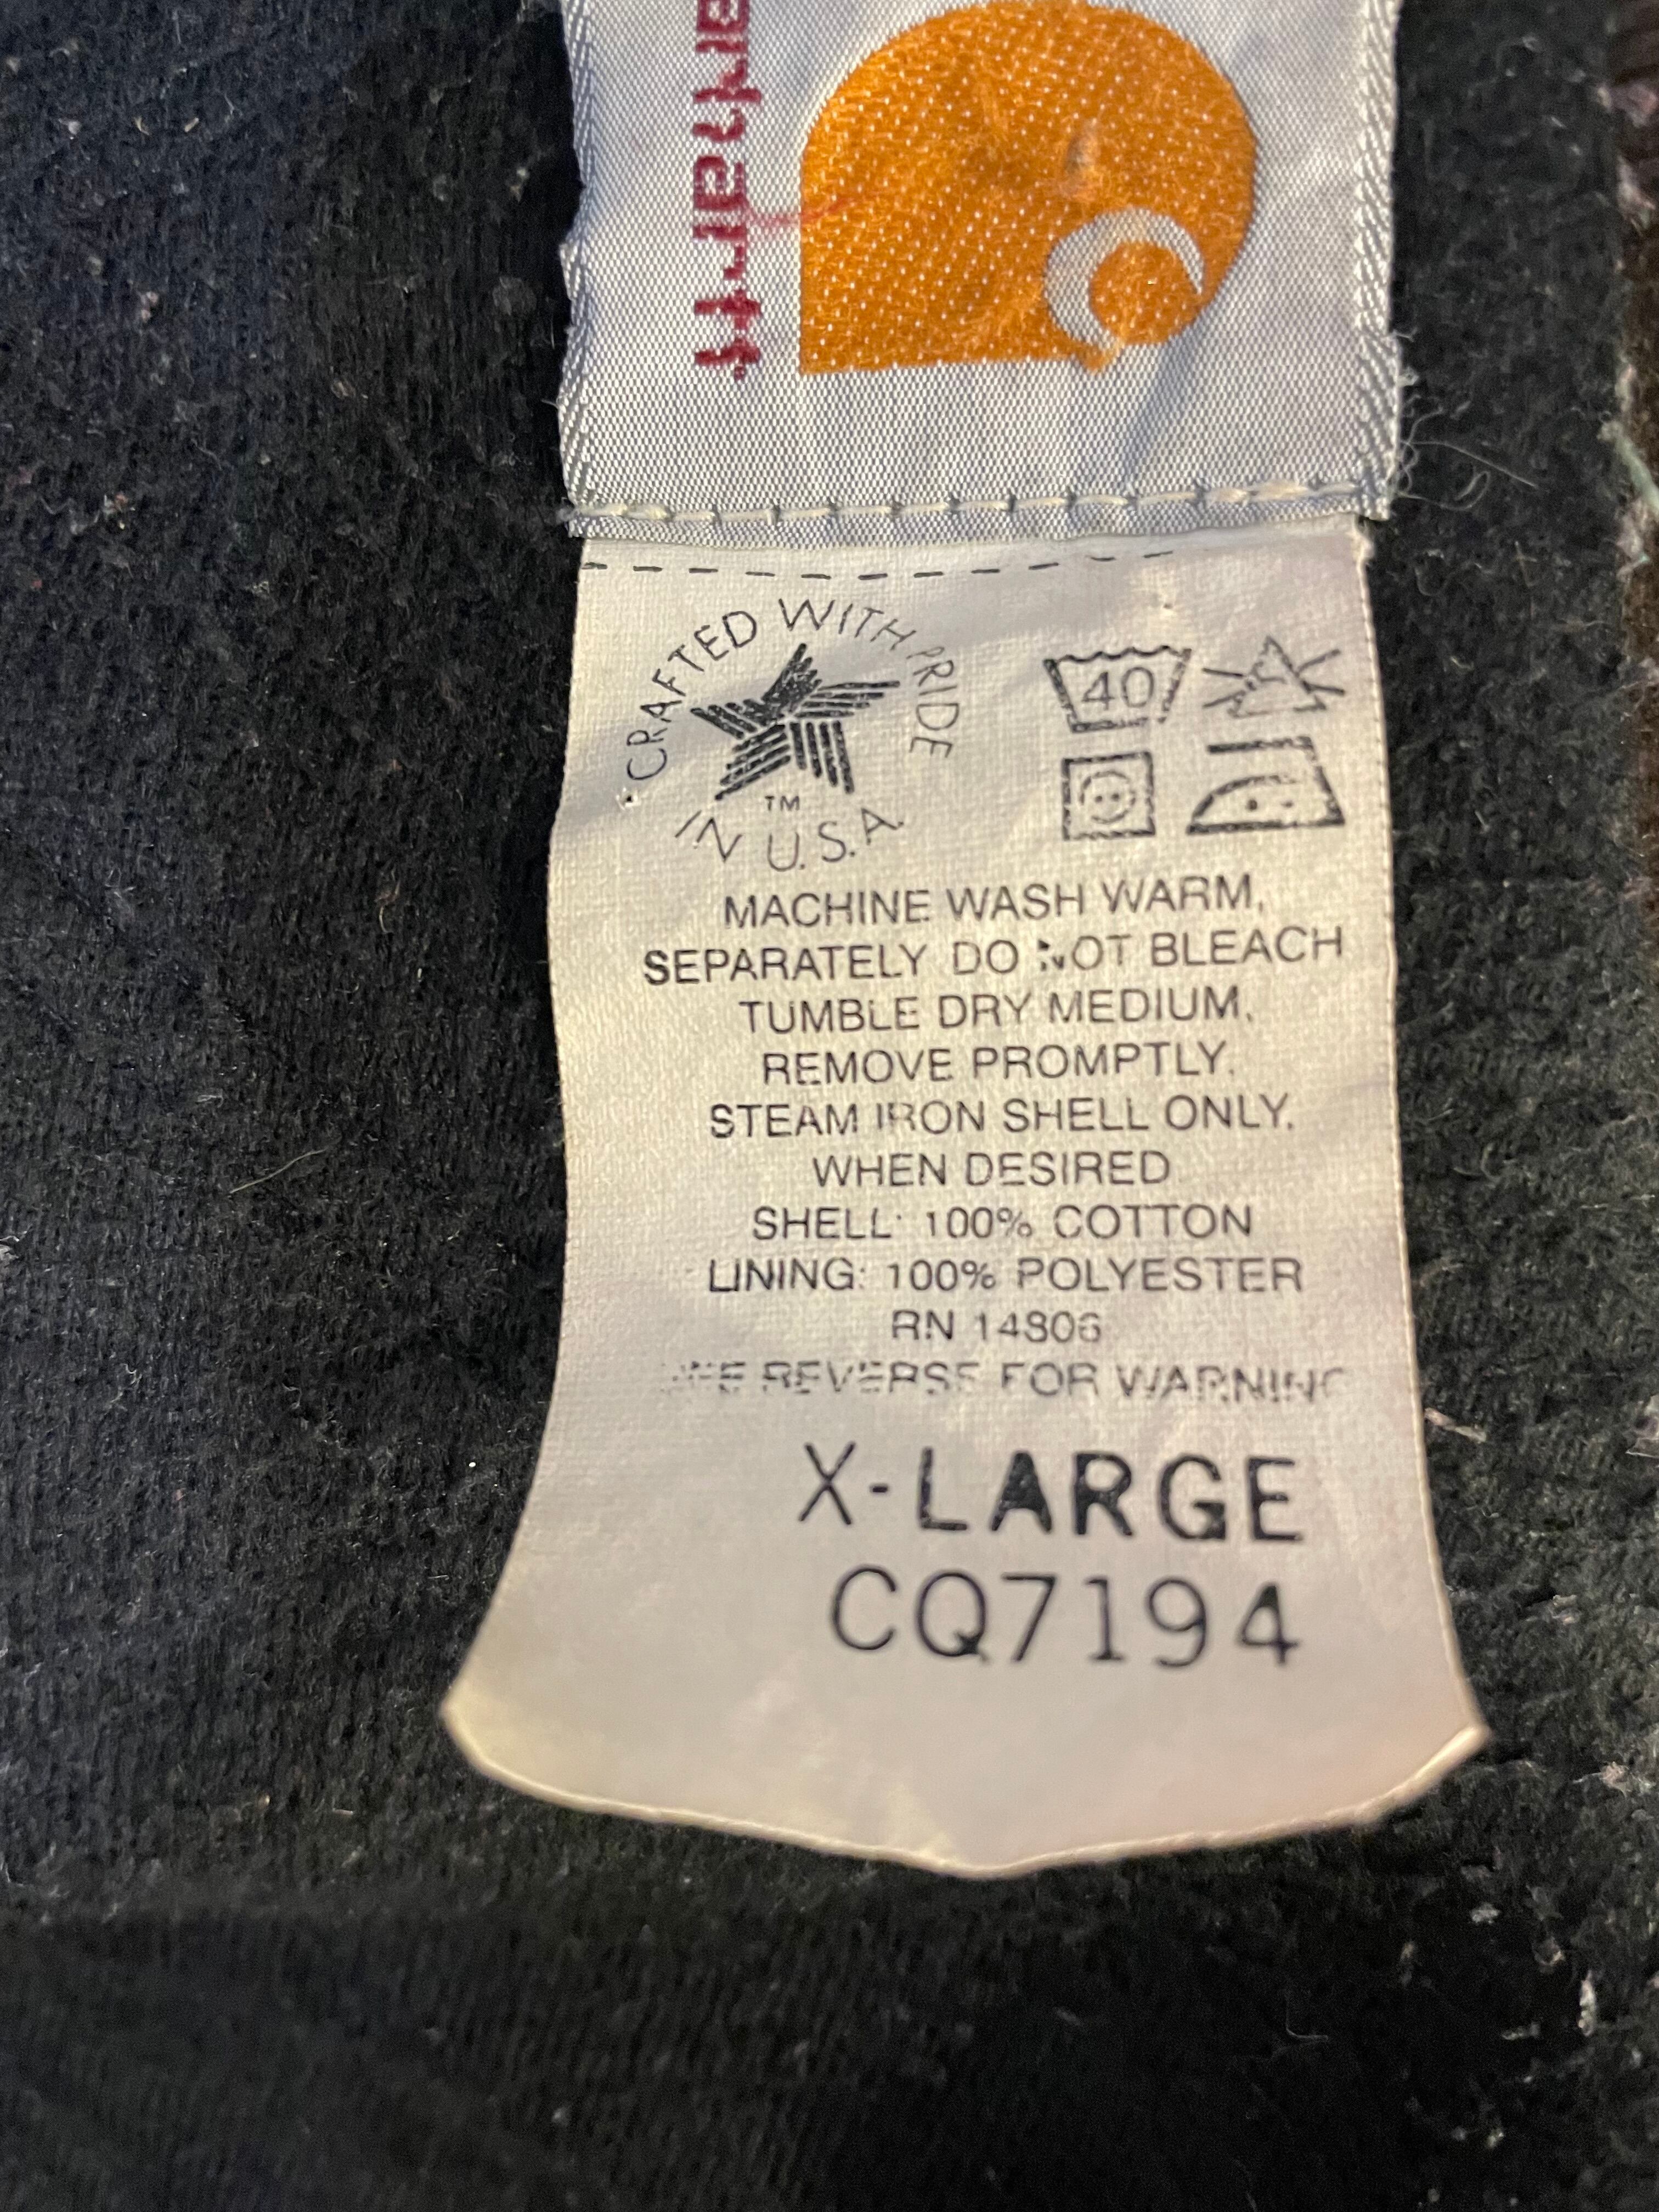 arhartt
CRAFTED WITH PRIDE
IN U.S.A.
TM
40
MACHINE WASH WARM,
SEPARATELY DO NOT BLEACH
TUMBLE DRY MEDIUM,
REMOVE PROMPTLY.
STEAM IRON SHELL ONLY,
WHEN DESIRED
SHELL: 100% COTTON
LINING: 100% POLYESTER
RN 14806
REVERSE FOR WARNING
X-LARGE
CQ7194